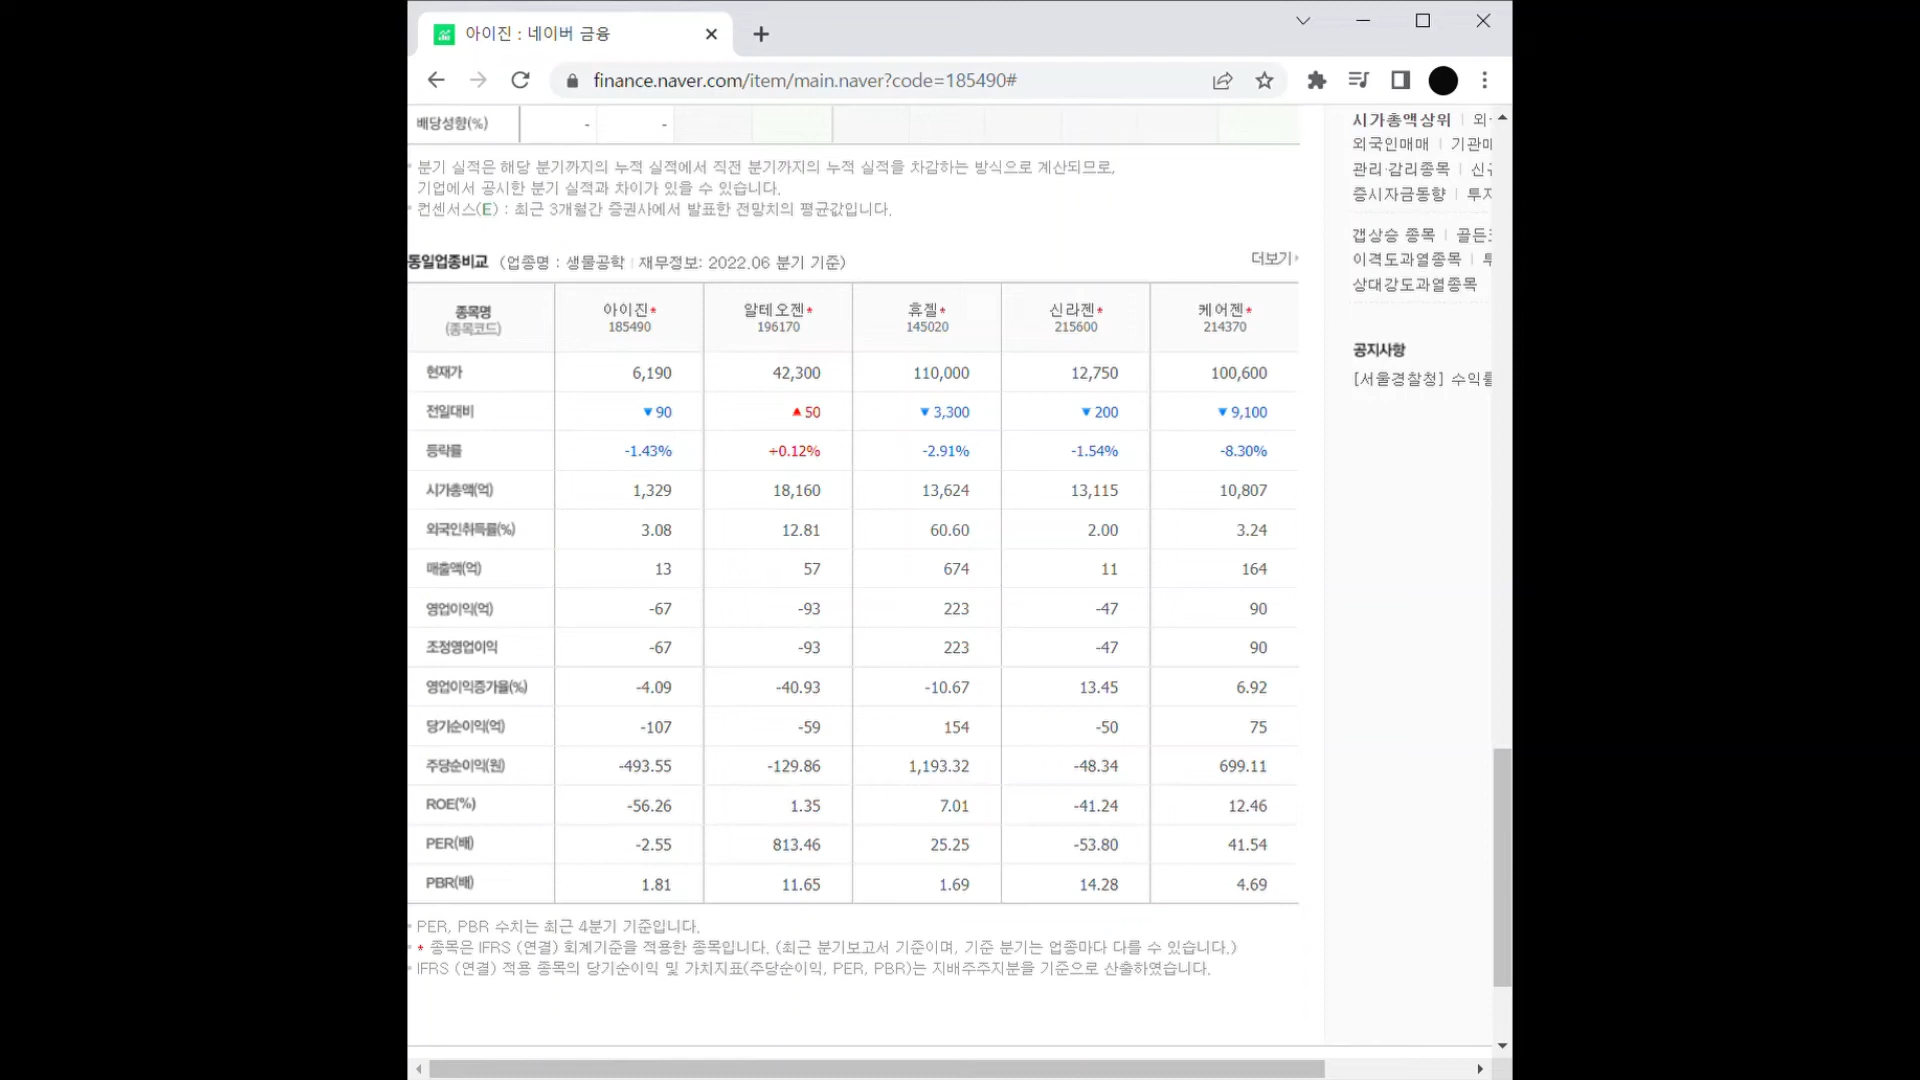 아이진 : 네이버 금융
finance.naver.com/item/main.naver?code=185490#
배당성향(%) - -
* 분기 실적은 해당 분기까지의 누적 실적에서 직전 분기까지의 누적 실적을 차감하는 방식으로 계산되므로,
기업에서 공시한 분기 실적과 차이가 있을 수 있습니다.
* 컨센서스(E) : 최근 3개월간 증권사에서 발표한 전망치의 평균값입니다.
동일업종비교 (업종명 : 생물공학 | 재무정보: 2022.06 분기 기준) 더보기
종목명 아이진* 알테오젠* 휴젤* 신라젠* 케어젠*
(종목코드) 185490 196170 145020 215600 214370
현재가 6,190 42,300 110,000 12,750 100,600
전일대비 ▼90 ▲50 ▼3,300 ▼200 ▼9,100
등락률 -1.43% +0.12% -2.91% -1.54% -8.30%
시가총액(억) 1,329 18,160 13,624 13,115 10,807
외국인취득률(%) 3.08 12.81 60.60 2.00 3.24
매출액(억) 13 57 674 11 164
영업이익(억) -67 -93 223 -47 90
조정영업이익 -67 -93 223 -47 90
영업이익증가율(%) -4.09 -40.93 -10.67 13.45 6.92
당기순이익(억) -107 -59 154 -50 75
주당순이익(원) -493.55 -129.86 1,193.32 -48.34 699.11
ROE(%) -56.26 1.35 7.01 -41.24 12.46
PER(배) -2.55 813.46 25.25 -53.80 41.54
PBR(배) 1.81 11.65 1.69 14.28 4.69
* PER, PBR 수치는 최근 4분기 기준입니다.
* * 종목은 IFRS (연결) 회계기준을 적용한 종목입니다. (최근 분기보고서 기준이며, 기준 분기는 업종마다 다를 수 있습니다.)
* IFRS (연결) 적용 종목의 당기순이익 및 가치지표(주당순이익, PER, PBR)는 지배주주지분을 기준으로 산출하였습니다.
시가총액상위 | 외
외국인매매 | 기관
관리·감리종목 | 신
증시자금동향 | 투
갭상승 종목 | 골든
이격도과열종목 |
상대강도과열종목
공지사항
[서울경찰청] 수익